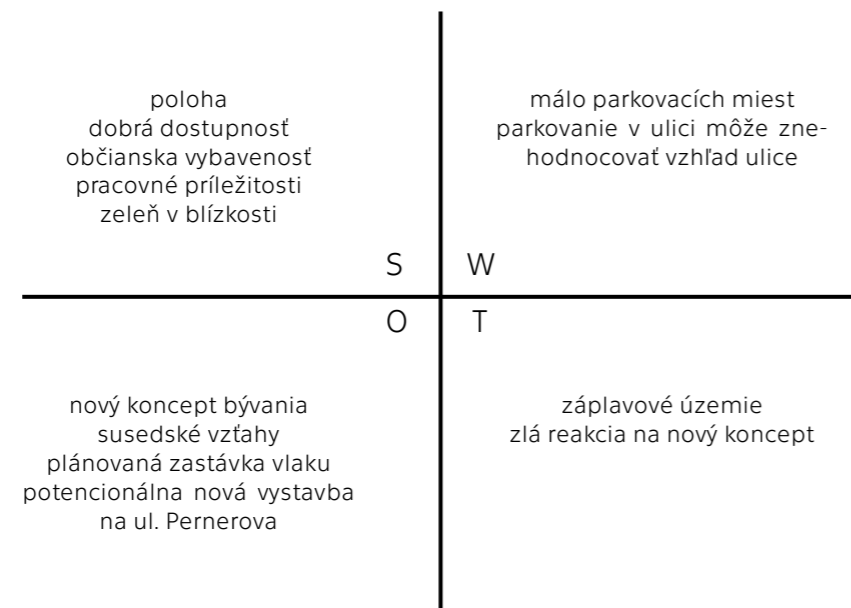 poloha
dobrá dostupnosť
občianska vybavenosť
pracovné príležitosti
zeleň v blízkosti
S
málo parkovacích miest
parkovanie v ulici môže zne-
hodnocovať vzhľad ulice
W
O
nový koncept bývania
susedské vzťahy
plánovaná zastávka vlaku
potencionálna nová vystavba
na ul. Pernerova
T
záplavové územie
zlá reakcia na nový koncept